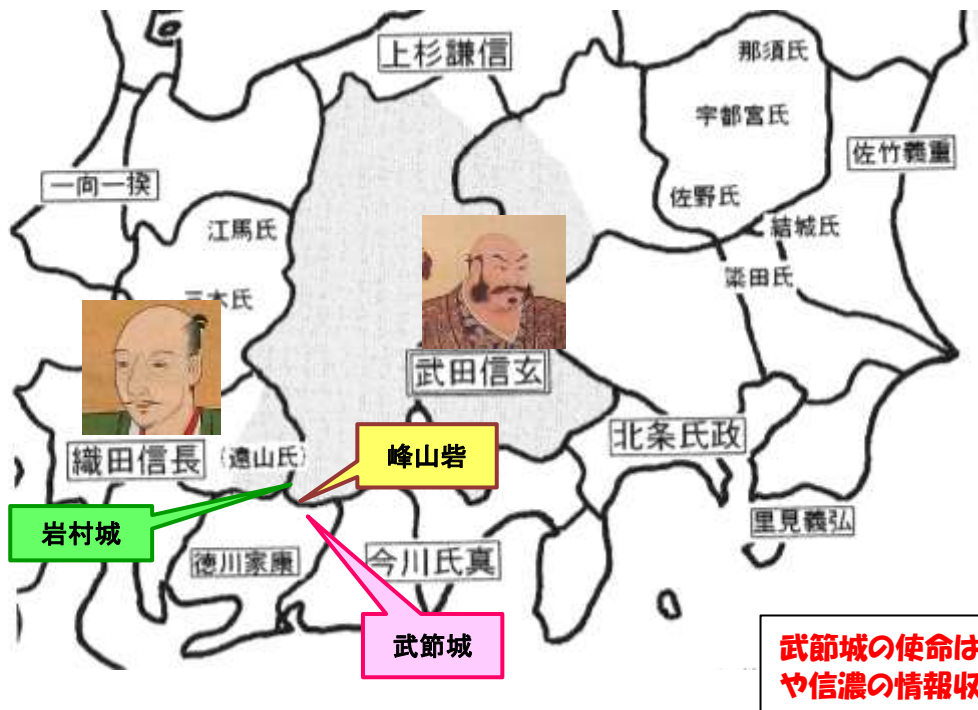 上杉謙信
那須氏
宇都宮氏
佐竹義重
一向一揆
佐野氏
江馬氏
結城氏
簗田氏
三木氏
武田信玄
北条氏政
織田信長
(遠山氏)
峰山砦
岩村城
里見義弘
徳川家康
今川氏真
武節城
武節城の使命は
や信濃の情報収